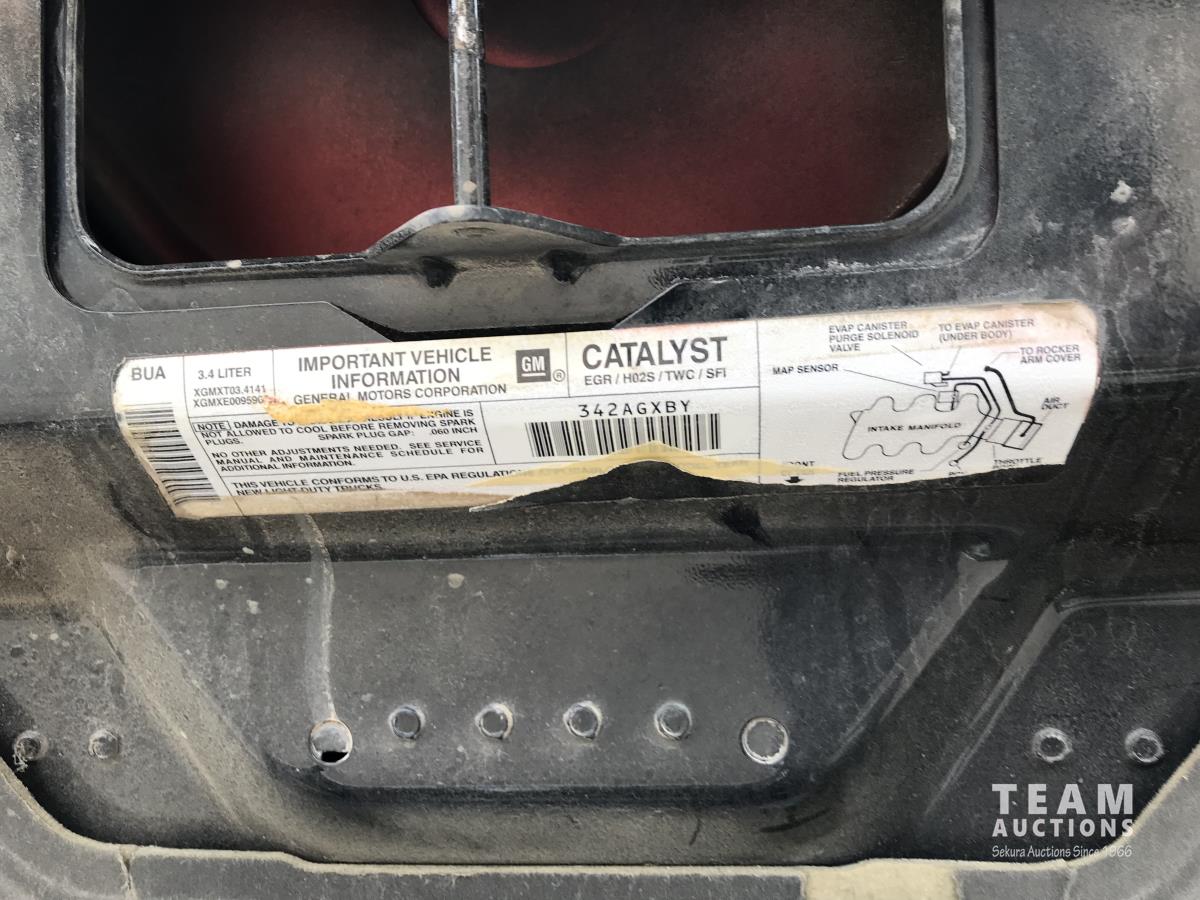 BUA
3.4 LITER
XGMXT03.4141
IMPORTANT VEHICLE
INFORMATION
GENERAL MOTORS CORPORATION
GM
®
CATALYST
EGR / H02S / TWC / SFI
NOTE DAMAGE ENGINE IS
NOT ALLOWED TO COOL BEFORE REMOVING SPARK
PLUGS. SPARK PLUG GAP: .060 INCH
NO OTHER ADJUSTMENTS NEEDED. SEE SERVICE
MANUAL AND MAINTENANCE SCHEDULE FOR
ADDITIONAL INFORMATION.
342AGXBY
THIS VEHICLE CONFORMS TO U.S. EPA
NEW LIGHT-DUTY TRUCKS
EVAP CANISTER
PURGE SOLENOID
VALVE
TO EVAP CANISTER
(UNDER BODY)
MAP SENSOR
TO ROCKER
ARM COVER
AIR
DUCT
INTAKE MANIFOLD
FUEL PRESSURE
REGULATOR
THROTTLE
TEAM
AUCTIONS
Sekura Auctions Since 1966